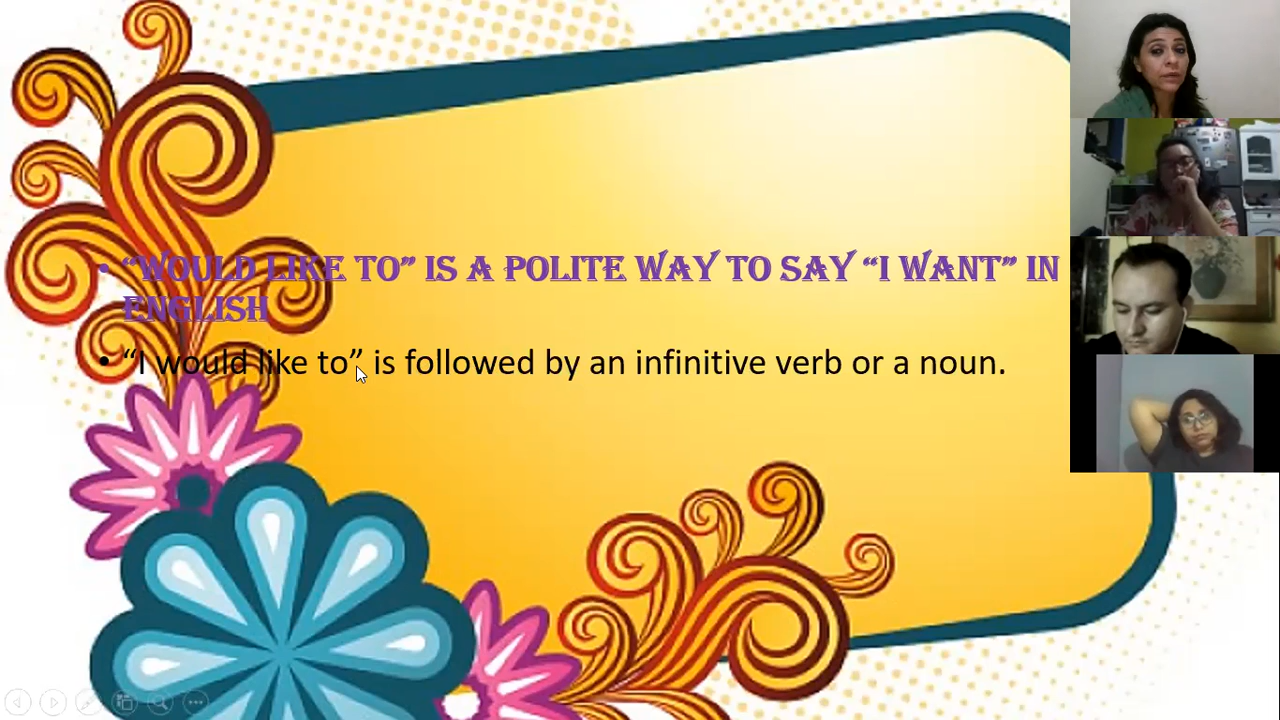 • “WOULD LIKE TO” IS A POLITE WAY TO SAY “I WANT” IN
ENGLISH
• “I would like to” is followed by an infinitive verb or a noun.